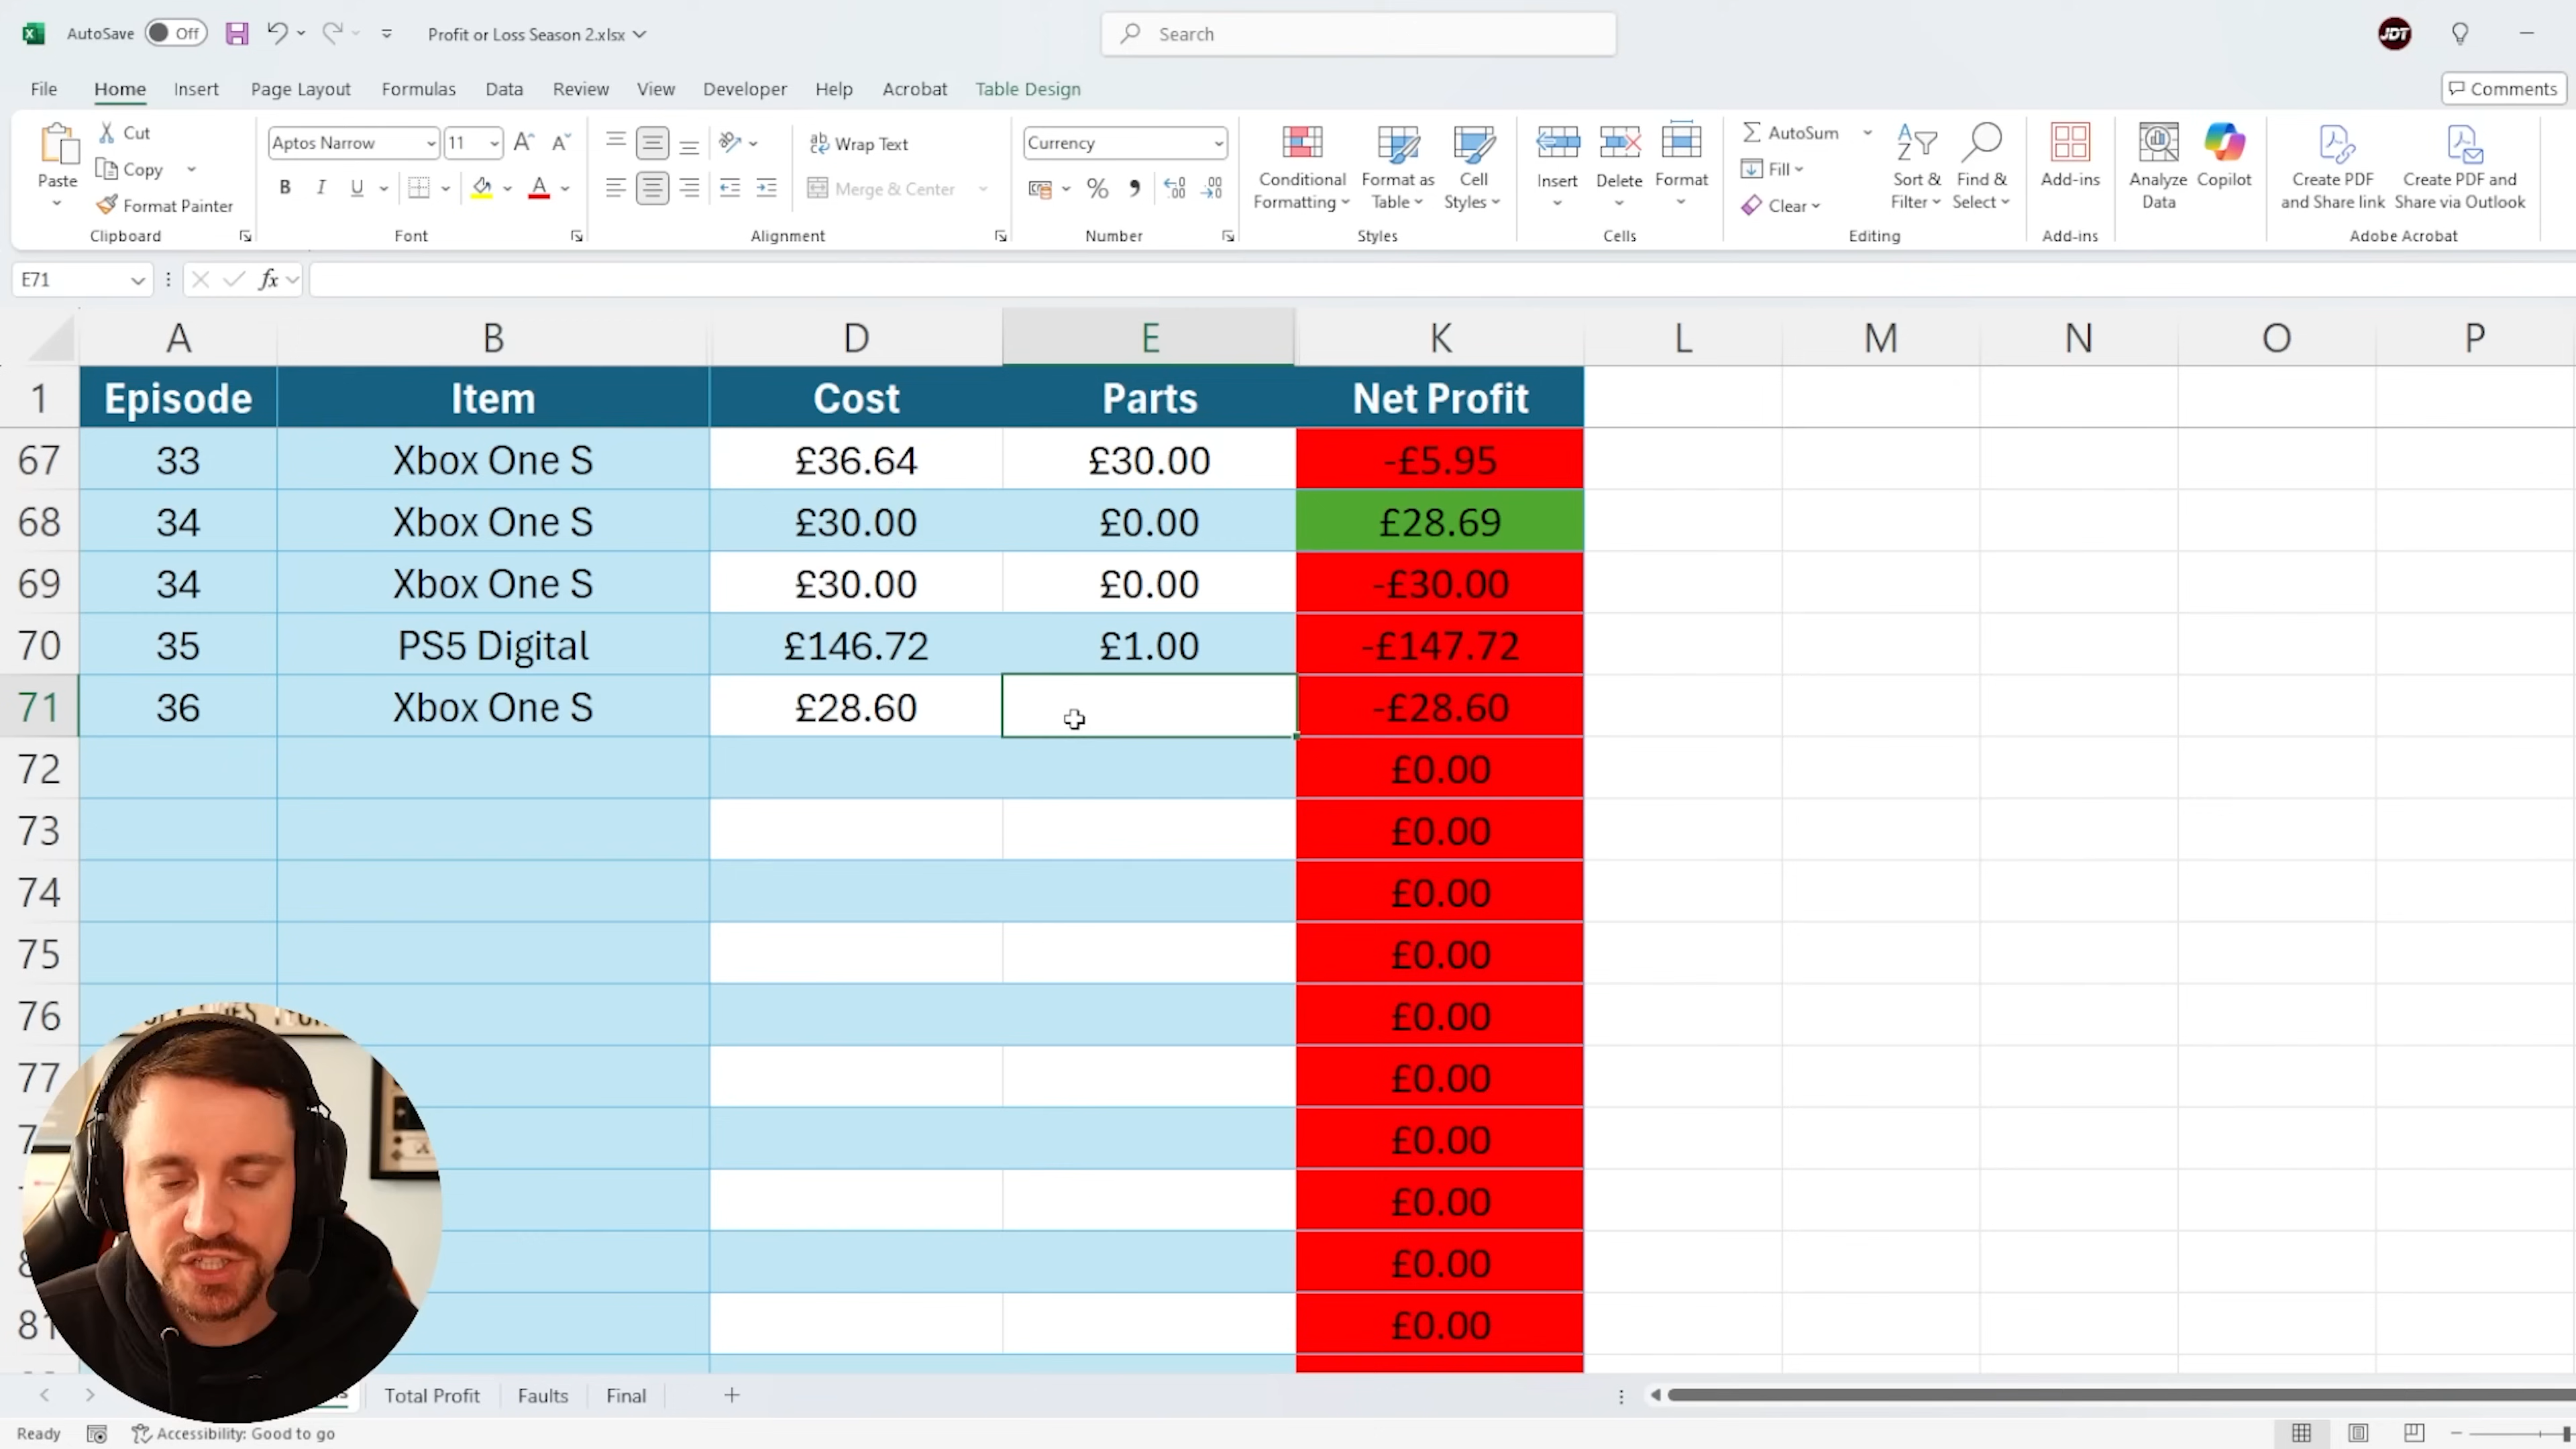 AutoSave Off Profit or Loss Season 2.xlsx Search JDT
File Home Insert Page Layout Formulas Data Review View Developer Help Acrobat Table Design Comments
Paste Cut Copy Format Painter Clipboard
Aptos Narrow 11 A A B I U A Font
ab Wrap Text Merge & Center Alignment
Currency % Number
Conditional Formatting Format as Table Cell Styles Styles
Insert Delete Format Cells
AutoSum Fill Clear Sort & Filter Find & Select Editing
Add-ins Add-ins
Analyze Data Copilot
Create PDF and Share link Create PDF and Share via Outlook Adobe Acrobat
E71 fx
A B D E K L M N O P
1 Episode Item Cost Parts Net Profit
67 33 Xbox One S £36.64 £30.00 -£5.95
68 34 Xbox One S £30.00 £0.00 £28.69
69 34 Xbox One S £30.00 £0.00 -£30.00
70 35 PS5 Digital £146.72 £1.00 -£147.72
71 36 Xbox One S £28.60 -£28.60
72 £0.00
73 £0.00
74 £0.00
75 £0.00
76 £0.00
77 £0.00
£0.00
£0.00
£0.00
81 £0.00
Total Profit Faults Final
Ready Accessibility: Good to go